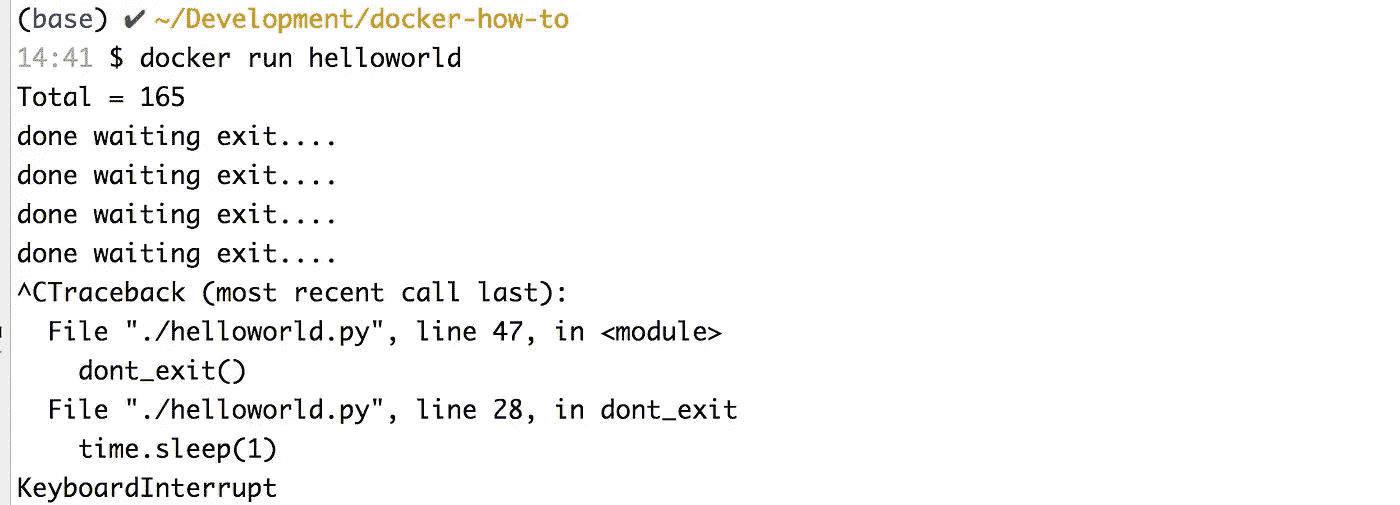 (base) ✔ ~/Development/docker-how-to
14:41 $ docker run helloworld
Total = 165
done waiting exit....
done waiting exit....
done waiting exit....
done waiting exit....
^CTraceback (most recent call last):
  File "./helloworld.py", line 47, in <module>
    dont_exit()
  File "./helloworld.py", line 28, in dont_exit
    time.sleep(1)
KeyboardInterrupt